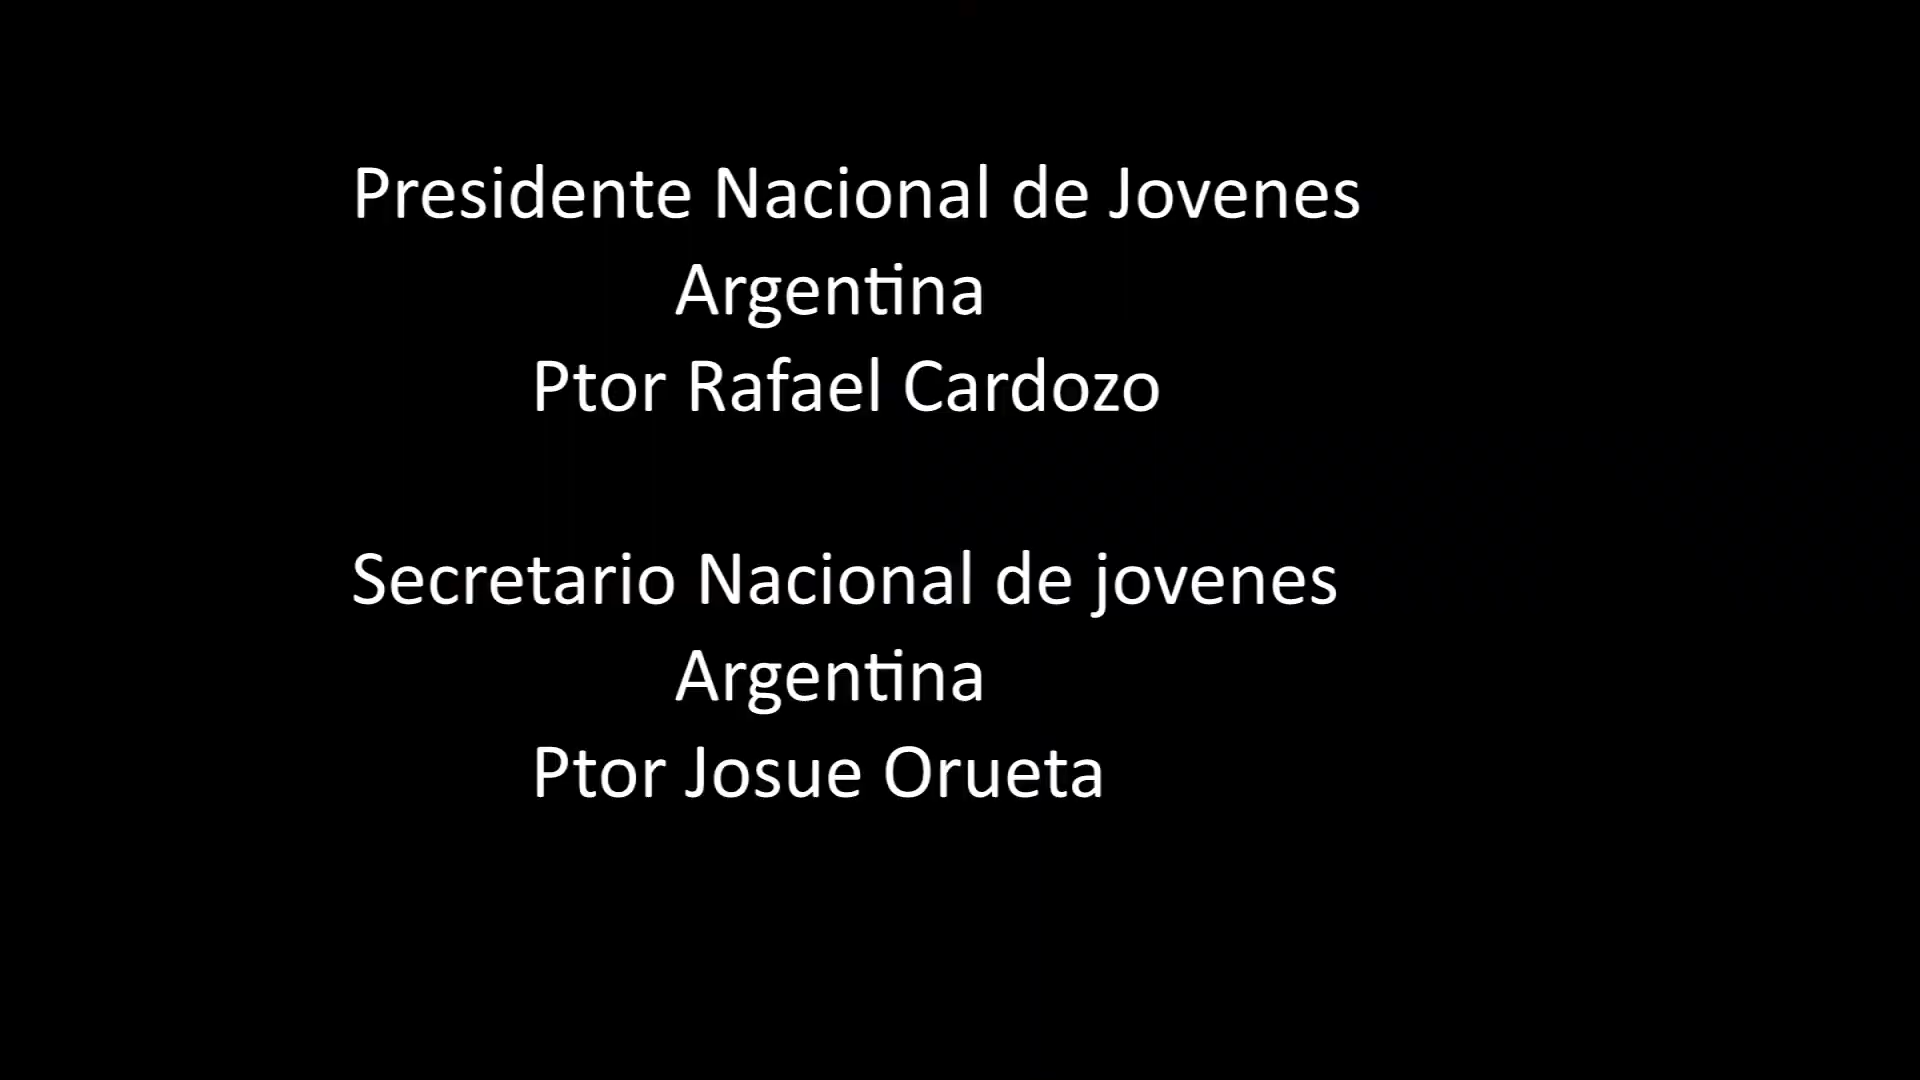 Presidente Nacional de Jovenes
Argentina
Ptor Rafael Cardozo
Secretario Nacional de jovenes
Argentina
Ptor Josue Orueta